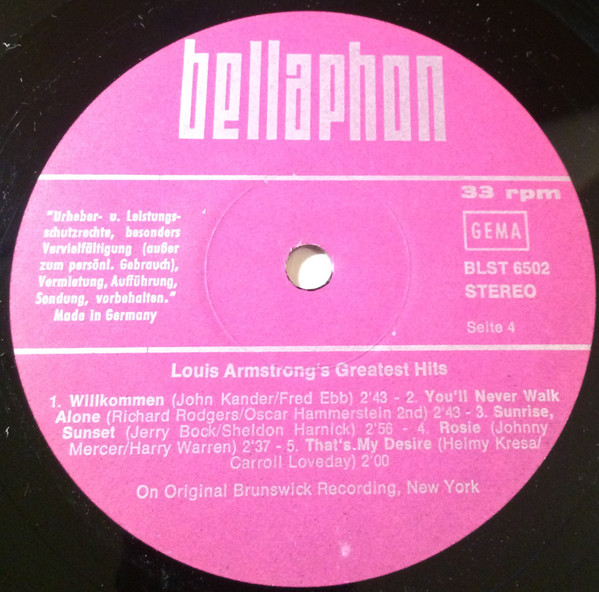 bellaphon
"Urheber- u. Leistungs-
schutzrechte, besonders
Vervielfältigung (außer
zum persönl. Gebrauch),
Vermietung, Aufführung,
Sendung, vorbehalten."
Made in Germany
33 rpm
GEMA
BLST 6502
STEREO
Seite 4
Louis Armstrong's Greatest Hits
1. Willkommen (John Kander/Fred Ebb) 2'43 - 2. You'll Never Walk
Alone (Richard Rodgers/Oscar Hammerstein 2nd) 2'43 - 3. Sunrise,
Sunset (Jerry Bock/Sheldon Harnick) 2'56 - 4. Rosie (Johnny
Mercer/Harry Warren) 2'37 - 5. That's.My Desire (Helmy Kresa/
Carroll Loveday) 2'00
On Original Brunswick Recording, New York